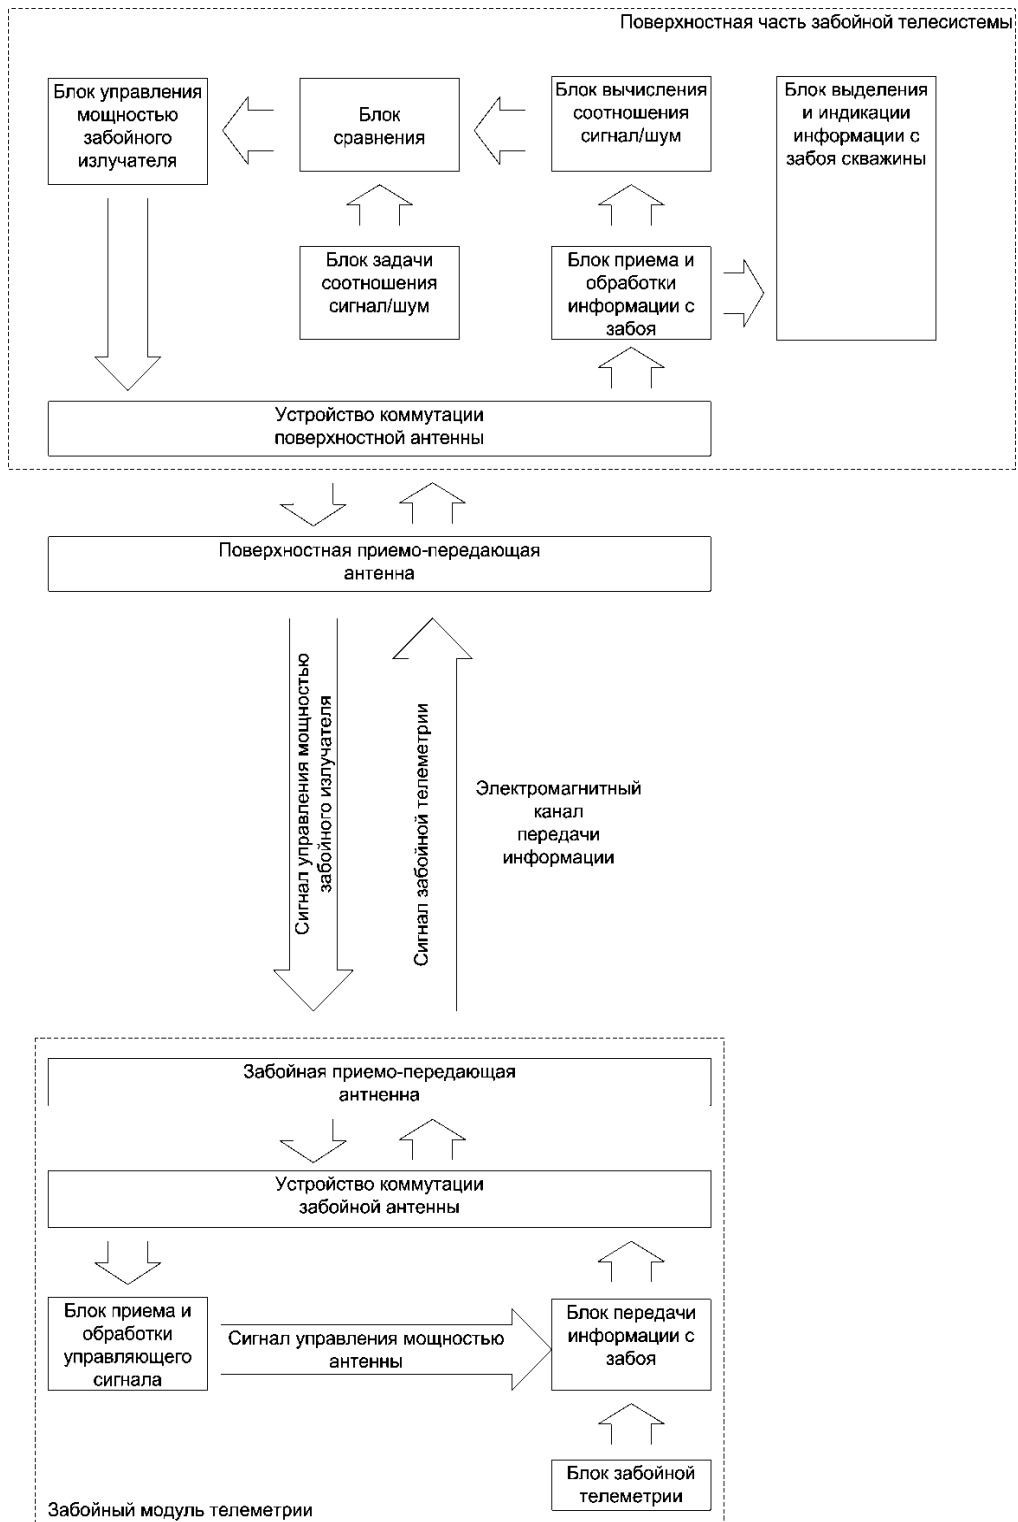 Поверхностная часть забойной телесистемы
Блок управления
мощностью
забойного
излучателя
Блок
сравнения
Блок вычисления
соотношения
сигнал/шум
Блок выделения
и индикации
информации с
забоя скважины
Блок задачи
соотношения
сигнал/шум
Блок приема и
обработки
информации с
забоя
Устройство коммутации
поверхностной антенны
Поверхностная приемо-передающая
антенна
Сигнал управления мощностью
забойного излучателя
Сигнал забойной телеметрии
Электромагнитный
канал
передачи
информации
Забойная приемо-передающая
антненна
Устройство коммутации
забойной антенны
Блок приема и
обработки
управляющего
сигнала
Сигнал управления мощностью
антенны
Блок передачи
информации с
забоя
Блок забойной
телеметрии
Забойный модуль телеметрии